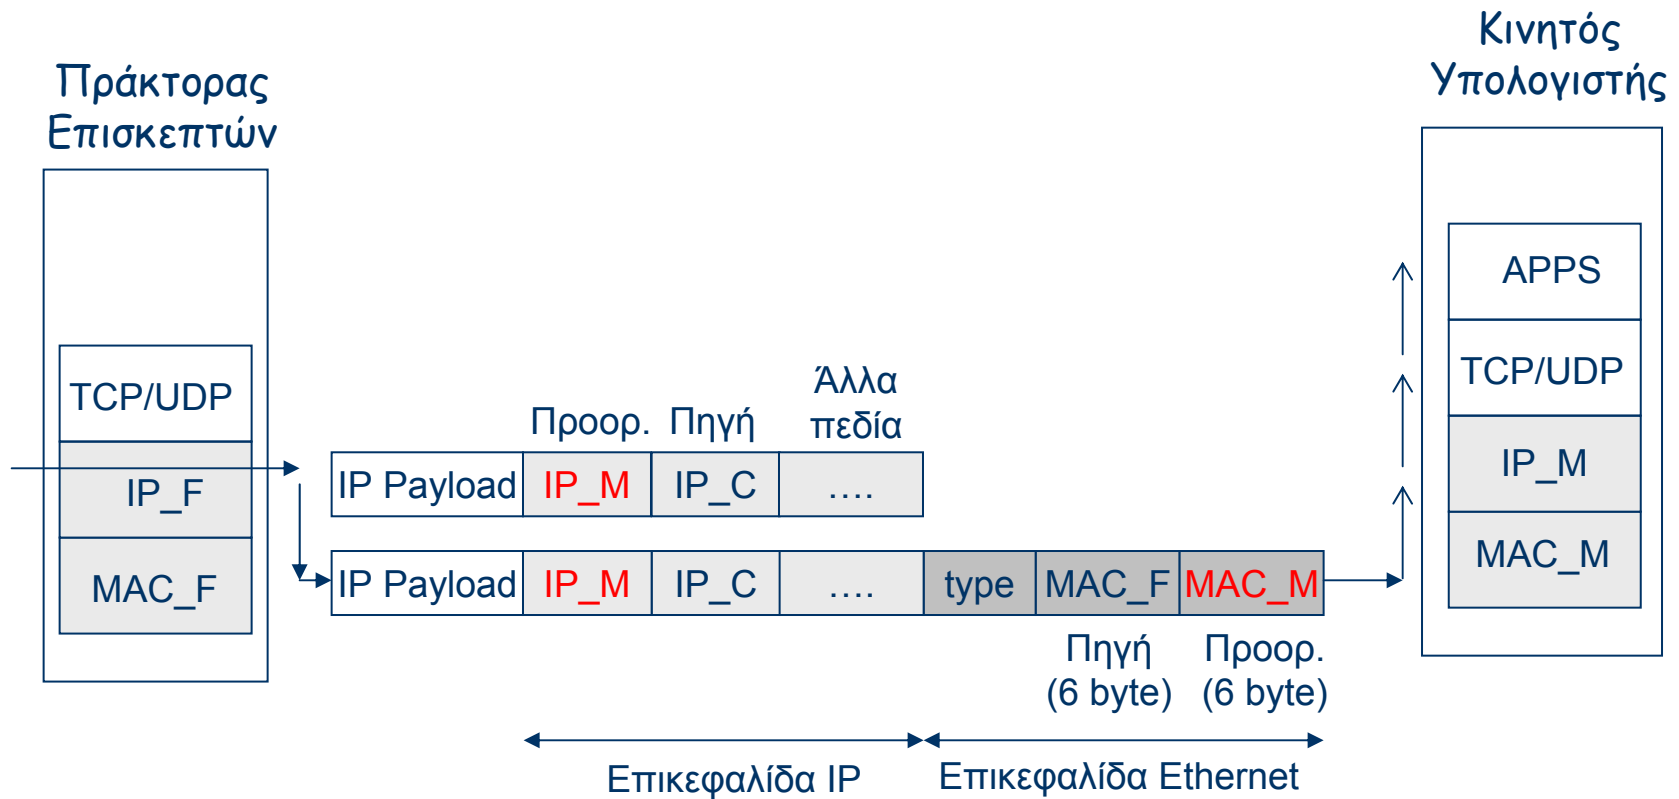 Πράκτορας
Επισκεπτών
TCP/UDP
IP_F
MAC_F
Προορ. Πηγή Άλλα πεδία
IP Payload IP_M IP_C ....
IP Payload IP_M IP_C .... type MAC_F MAC_M
Πηγή Προορ.
(6 byte) (6 byte)
Επικεφαλίδα IP Επικεφαλίδα Ethernet
Κινητός
Υπολογιστής
APPS
TCP/UDP
IP_M
MAC_M